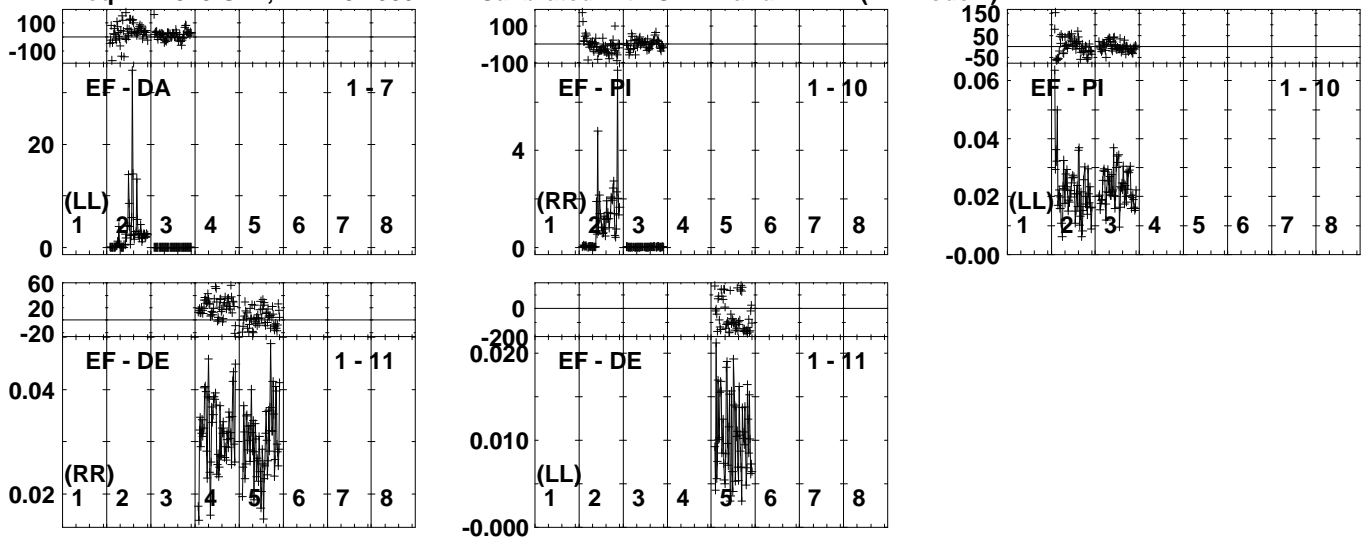 100
-100
EF - DA 1 - 7
20
(LL)
1 2 3 4 5 6 7 8
0
100
-100
EF - PI 1 - 10
4
(RR)
1 2 3 4 5 6 7 8
0
150
50
-50
0.06
EF - PI 1 - 10
0.04
0.02
(LL)
1 2 3 4 5 6 7 8
-0.00
60
20
-20
EF - DE 1 - 11
0.04
(RR)
0.02
1 2 3 4 5 6 7 8
0
-200
0.020
EF - DE 1 - 11
0.010
(LL)
1 2 3 4 5 6 7 8
-0.000